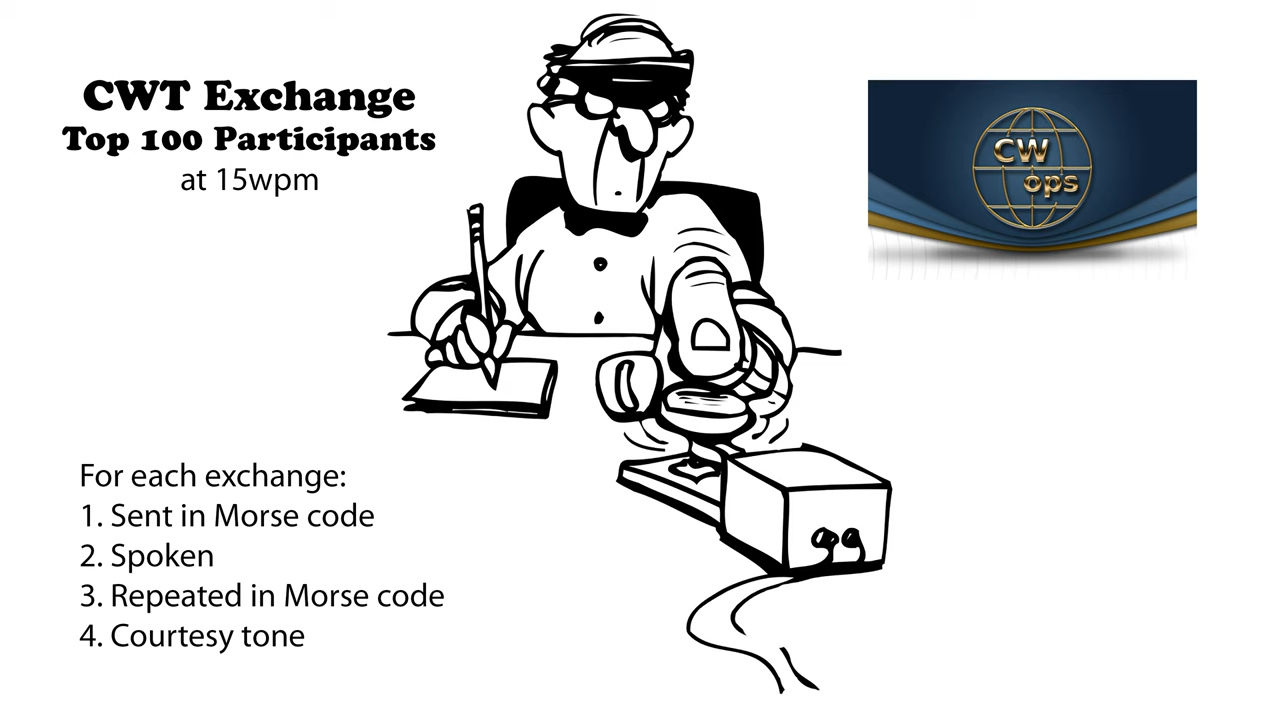 CWT Exchange
Top 100 Participants
at 15wpm
CW
ops
For each exchange:
1. Sent in Morse code
2. Spoken
3. Repeated in Morse code
4. Courtesy tone